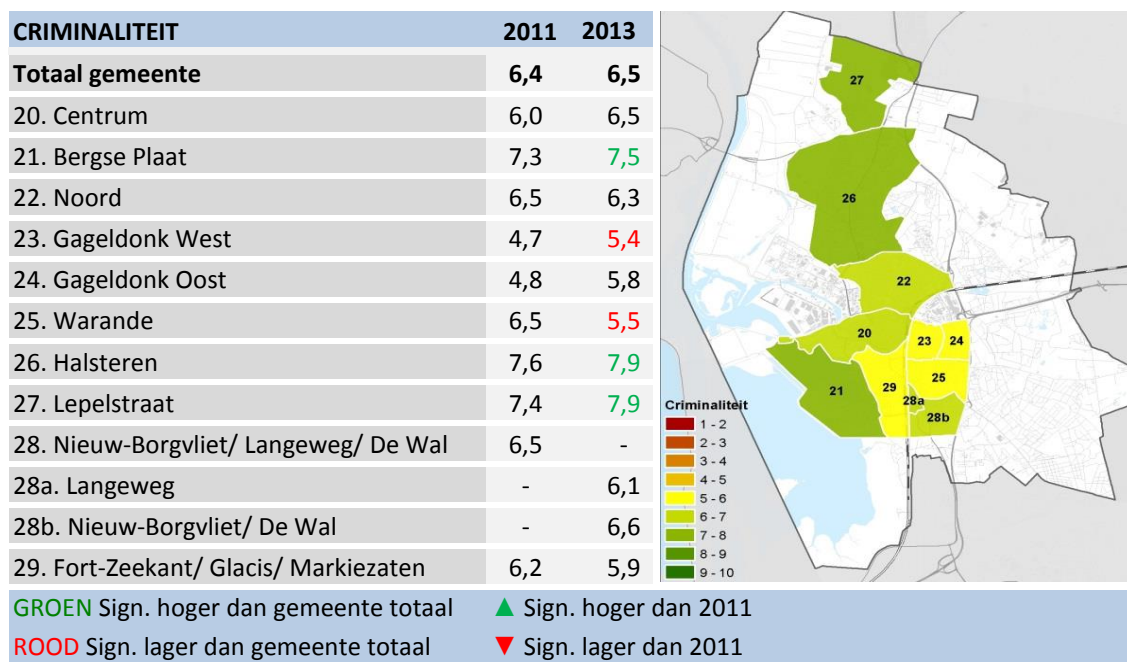 CRIMINALITEIT 2011 2013
Totaal gemeente 6,4 6,5
20. Centrum 6,0 6,5
21. Bergse Plaat 7,3 7,5
22. Noord 6,5 6,3
23. Gageldonk West 4,7 5,4
24. Gageldonk Oost 4,8 5,8
25. Warande 6,5 5,5
26. Halsteren 7,6 7,9
27. Lepelstraat 7,4 7,9
28. Nieuw-Borgvliet/ Langeweg/ De Wal 6,5 -
28a. Langeweg - 6,1
28b. Nieuw-Borgvliet/ De Wal - 6,6
29. Fort-Zeekant/ Glacis/ Markiezaten 6,2 5,9
GROEN Sign. hoger dan gemeente totaal ▲ Sign. hoger dan 2011
ROOD Sign. lager dan gemeente totaal ▼ Sign. lager dan 2011
27
26
22
20
23 24
21 29 25
28a
28b
Criminaliteit
1 - 2
2 - 3
3 - 4
4 - 5
5 - 6
6 - 7
7 - 8
8 - 9
9 - 10